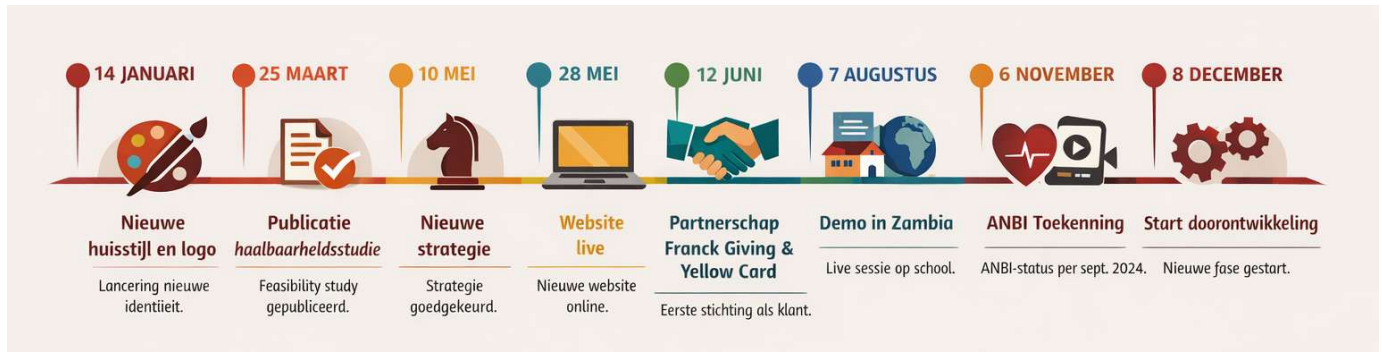 14 JANUARI
Nieuwe
huisstijl en logo
Lancering nieuwe
identiieit.
25 MAART
Publicatie
haalbaarheldsstudie
Feasibility study
gepubliceerd.
10 MEI
Nieuwe
strategie
Strategie
goedgekeurd.
28 MEI
Website
live
Nieuwe website
online.
12 JUNI
Partnerschap
Franck Giving &
Yellow Card
Eerste stichting als klant.
7 AUGUSTUS
Demo in Zambia
Live sessie op school.
6 NOVEMBER
ANBI Toekenning
ANBI-status per sept. 2024.
8 DECEMBER
Start doorontwikkeling
Nieuwe fase gestart.